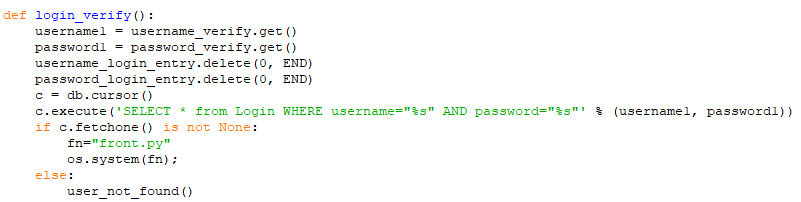 def login_verify():
    username1 = username_verify.get()
    password1 = password_verify.get()
    username_login_entry.delete(0, END)
    password_login_entry.delete(0, END)
    c = db.cursor()
    c.execute('SELECT * from Login WHERE username="%s" AND password="%s"' % (username1, password1))
    if c.fetchone() is not None:
        fn="front.py"
        os.system(fn);
    else:
        user_not_found()